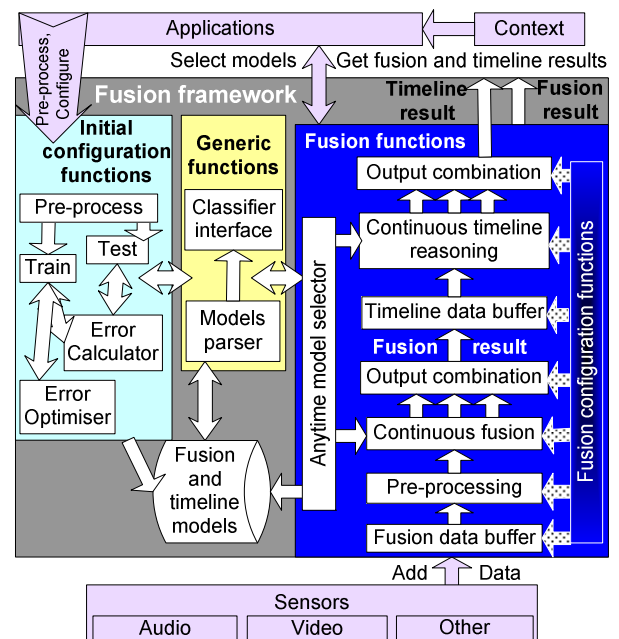 Applications
Context
Pre-process,
Configure
Select models
Get fusion and timeline results
Fusion framework
Timeline
result
Fusion
result
Initial
configuration
functions
Pre-process
Test
Train
Error
Calculator
Error
Optimiser
Generic
functions
Classifier
interface
Models
parser
Fusion
and
timeline
models
Fusion functions
Anytime model selector
Output combination
Continuous timeline
reasoning
Timeline data buffer
Fusion result
Output combination
Continuous fusion
Pre-processing
Fusion data buffer
Fusion configuration functions
Add Data
Sensors
Audio
Video
Other